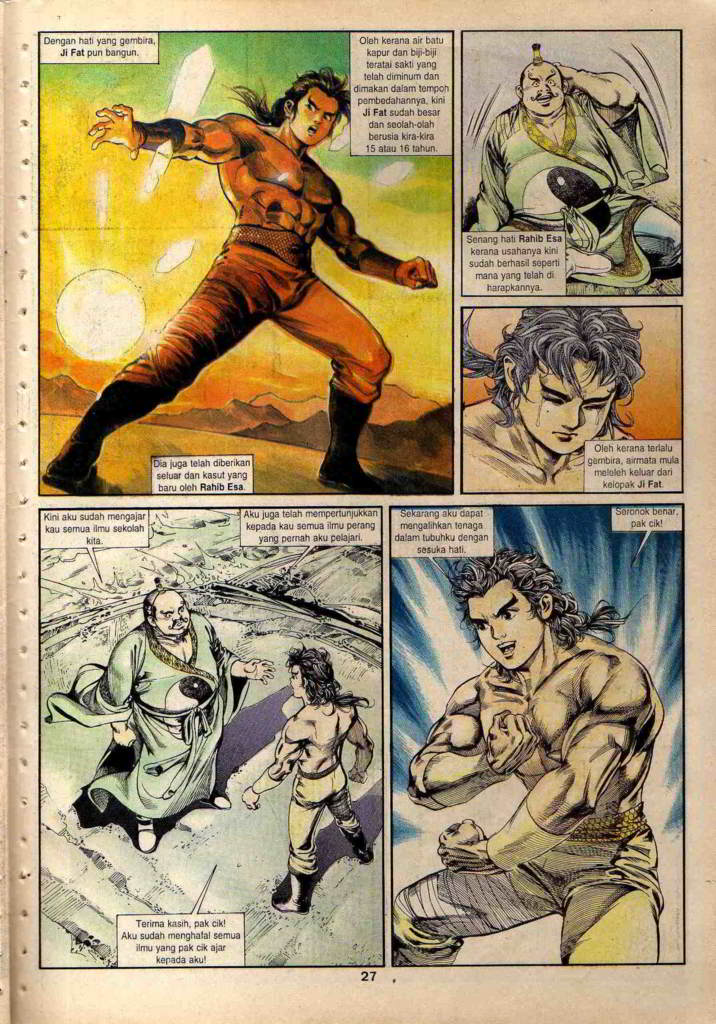 Dengan hati yang gembira,
Ji Fat pun bangun.
Oleh kerana air batu
kapur dan biji-biji
teratai sakti yang
telah diminum dan
dimakan dalam tempoh
pembedahannya, kini
Ji Fat sudah besar
dan seolah-olah
berusia kira-kira
15 atau 16 tahun.
Dia juga telah diberikan
seluar dan kasut yang
baru oleh Rahib Esa.
Senang hati Rahib Esa
kerana usahanya kini
sudah berhasil seperti
mana yang telah di
harapkannya.
Oleh kerana terlalu
gembira, airmata mula
meleleh keluar dari
kelopak Ji Fat.
Kini aku sudah mengajar
kau semua ilmu sekolah
kita.
Aku juga telah mempertunjukkan
kepada kau semua ilmu perang
yang pernah aku pelajari.
Terima kasih, pak cik!
Aku sudah menghafal semua
ilmu yang pak cik ajar
kepada aku!
Sekarang aku dapat
mengalihkan tenaga
dalam tubuhku dengan
sesuka hati.
Seronok benar,
pak cik!
27